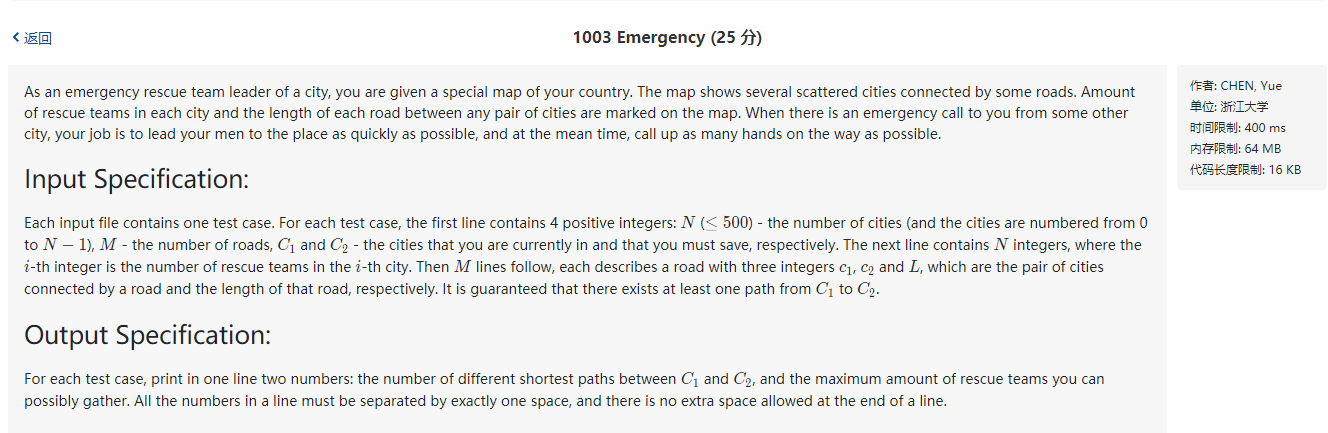 返回
1003 Emergency (25 分)
As an emergency rescue team leader of a city, you are given a special map of your country. The map shows several scattered cities connected by some roads. Amount
of rescue teams in each city and the length of each road between any pair of cities are marked on the map. When there is an emergency call to you from some other
city, your job is to lead your men to the place as quickly as possible, and at the mean time, call up as many hands on the way as possible.
Input Specification:
Each input file contains one test case. For each test case, the first line contains 4 positive integers: N (≤ 500) - the number of cities (and the cities are numbered from 0
to N − 1), M - the number of roads, C₁ and C₂ - the cities that you are currently in and that you must save, respectively. The next line contains N integers, where the
i-th integer is the number of rescue teams in the i-th city. Then M lines follow, each describes a road with three integers c₁, c₂ and L, which are the pair of cities
connected by a road and the length of that road, respectively. It is guaranteed that there exists at least one path from C₁ to C₂.
Output Specification:
For each test case, print in one line two numbers: the number of different shortest paths between C₁ and C₂, and the maximum amount of rescue teams you can
possibly gather. All the numbers in a line must be separated by exactly one space, and there is no extra space allowed at the end of a line.
作者: CHEN, Yue
单位: 浙江大学
时间限制: 400 ms
内存限制: 64 MB
代码长度限制: 16 KB